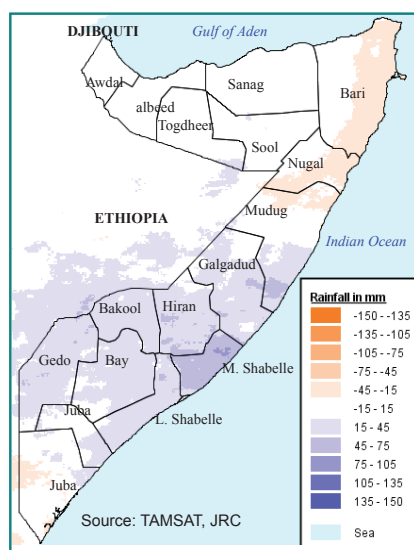 DJIBOUTI
Gulf of Aden
Awdal
Sanag
Bari
albeed
Togdheer
Sool
Nugal
ETHIOPIA
Mudug
Indian Ocean
Galgadud
Bakool
Hiran
Gedo
Bay
M. Shabelle
Juba
L. Shabelle
Juba
Source: TAMSAT, JRC
Rainfall in mm
-150 - -135
-135 - -105
-105 - -75
-75 - -45
-45 - -15
-15 - 15
15 - 45
45 - 75
75 - 105
105 - 135
135 - 150
Sea